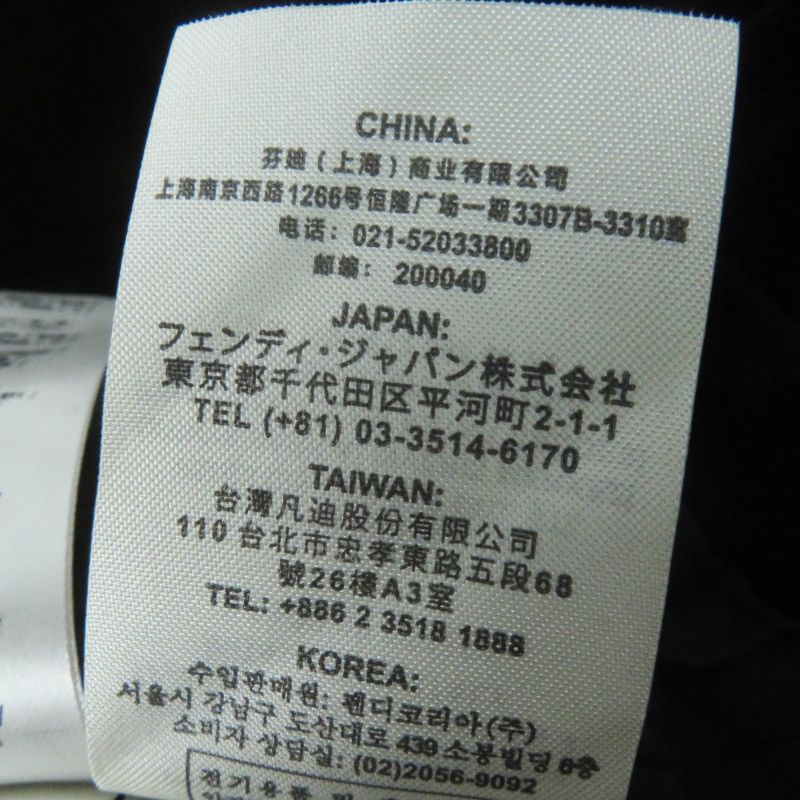 CHINA:
芬迪（上海）商业有限公司
上海南京西路1266号恒隆广场一期3307B-3310室
电话：021-52033800
邮编：200040
JAPAN:
フェンディ・ジャパン株式会社
東京都千代田区平河町2-1-1
TEL (+81) 03-3514-6170
TAIWAN:
台灣凡迪股份有限公司
110 台北市忠孝東路五段68
號26樓A3室
TEL: +886 2 3518 1888
KOREA:
수입판매원: 펜디코리아(주)
서울시 강남구 도산대로 439 소봉빌딩 6층
소비자 상담실: (02)2056-9092
전기용품 및